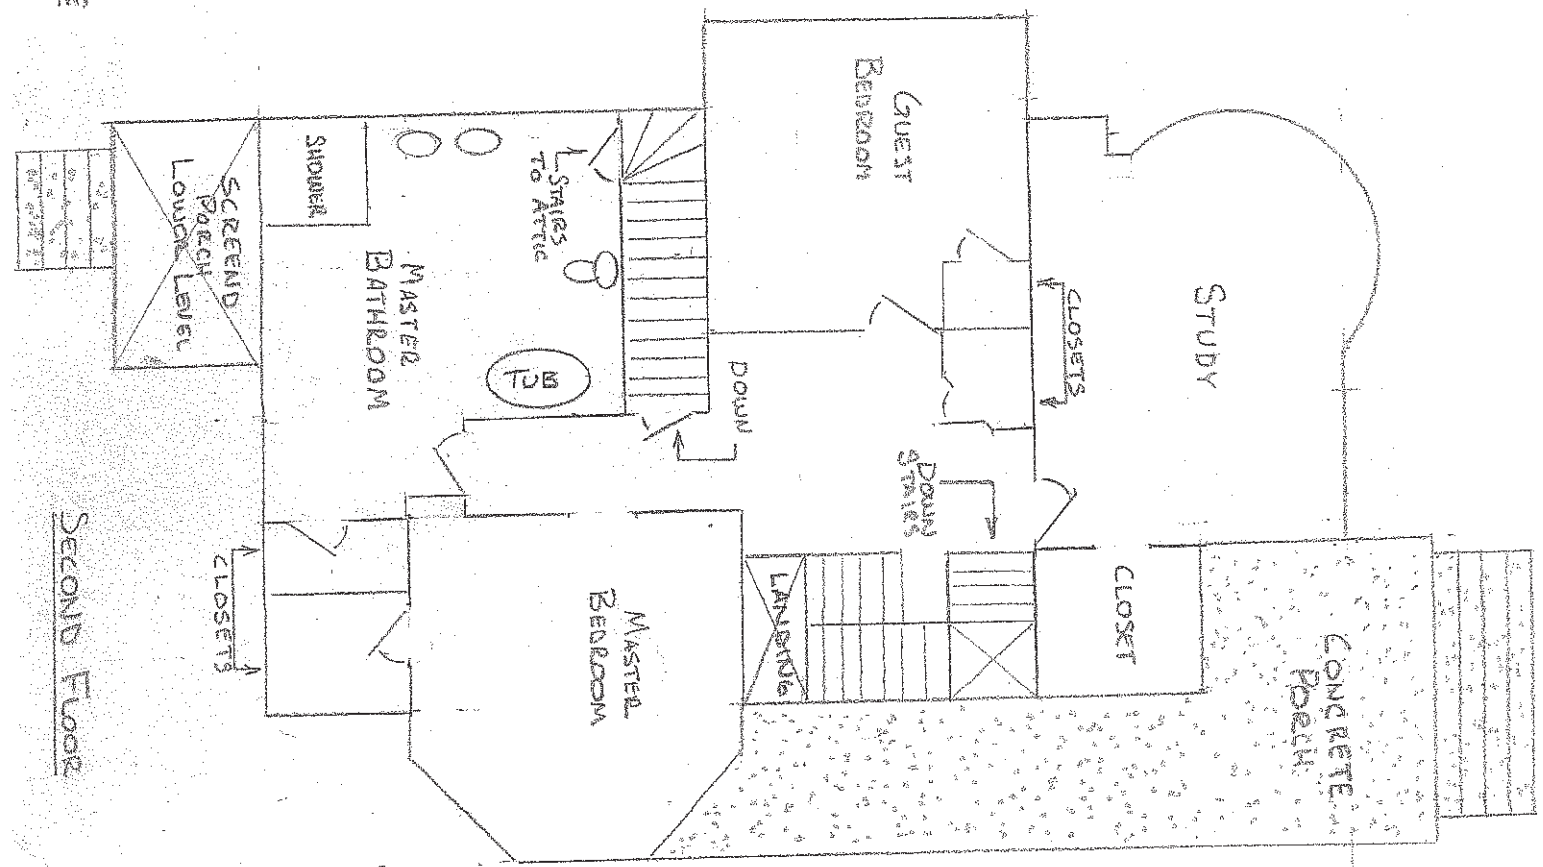 GUEST
BEDROOM
STUDY
CLOSETS
SHOWER
STAIRS
TO ATTIC
SCREEND
PORCH
LOWER LEVEL
MASTER
BATHROOM
TUB
DOWN
DOWN
STAIRS
CLOSET
CONCRETE
PORCH
LANDING
MASTER
BEDROOM
CLOSETS
SECOND FLOOR